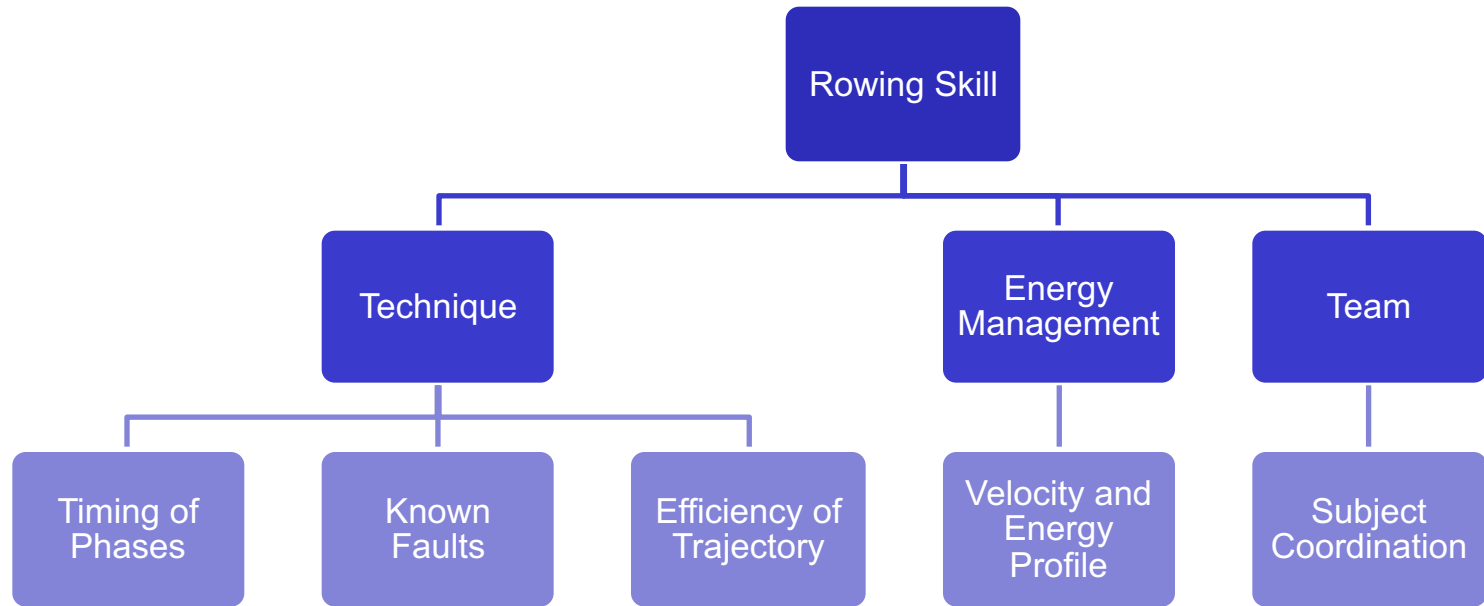 Rowing Skill
Technique
Energy
Management
Team
Timing of
Phases
Known
Faults
Efficiency of
Trajectory
Velocity and
Energy
Profile
Subject
Coordination